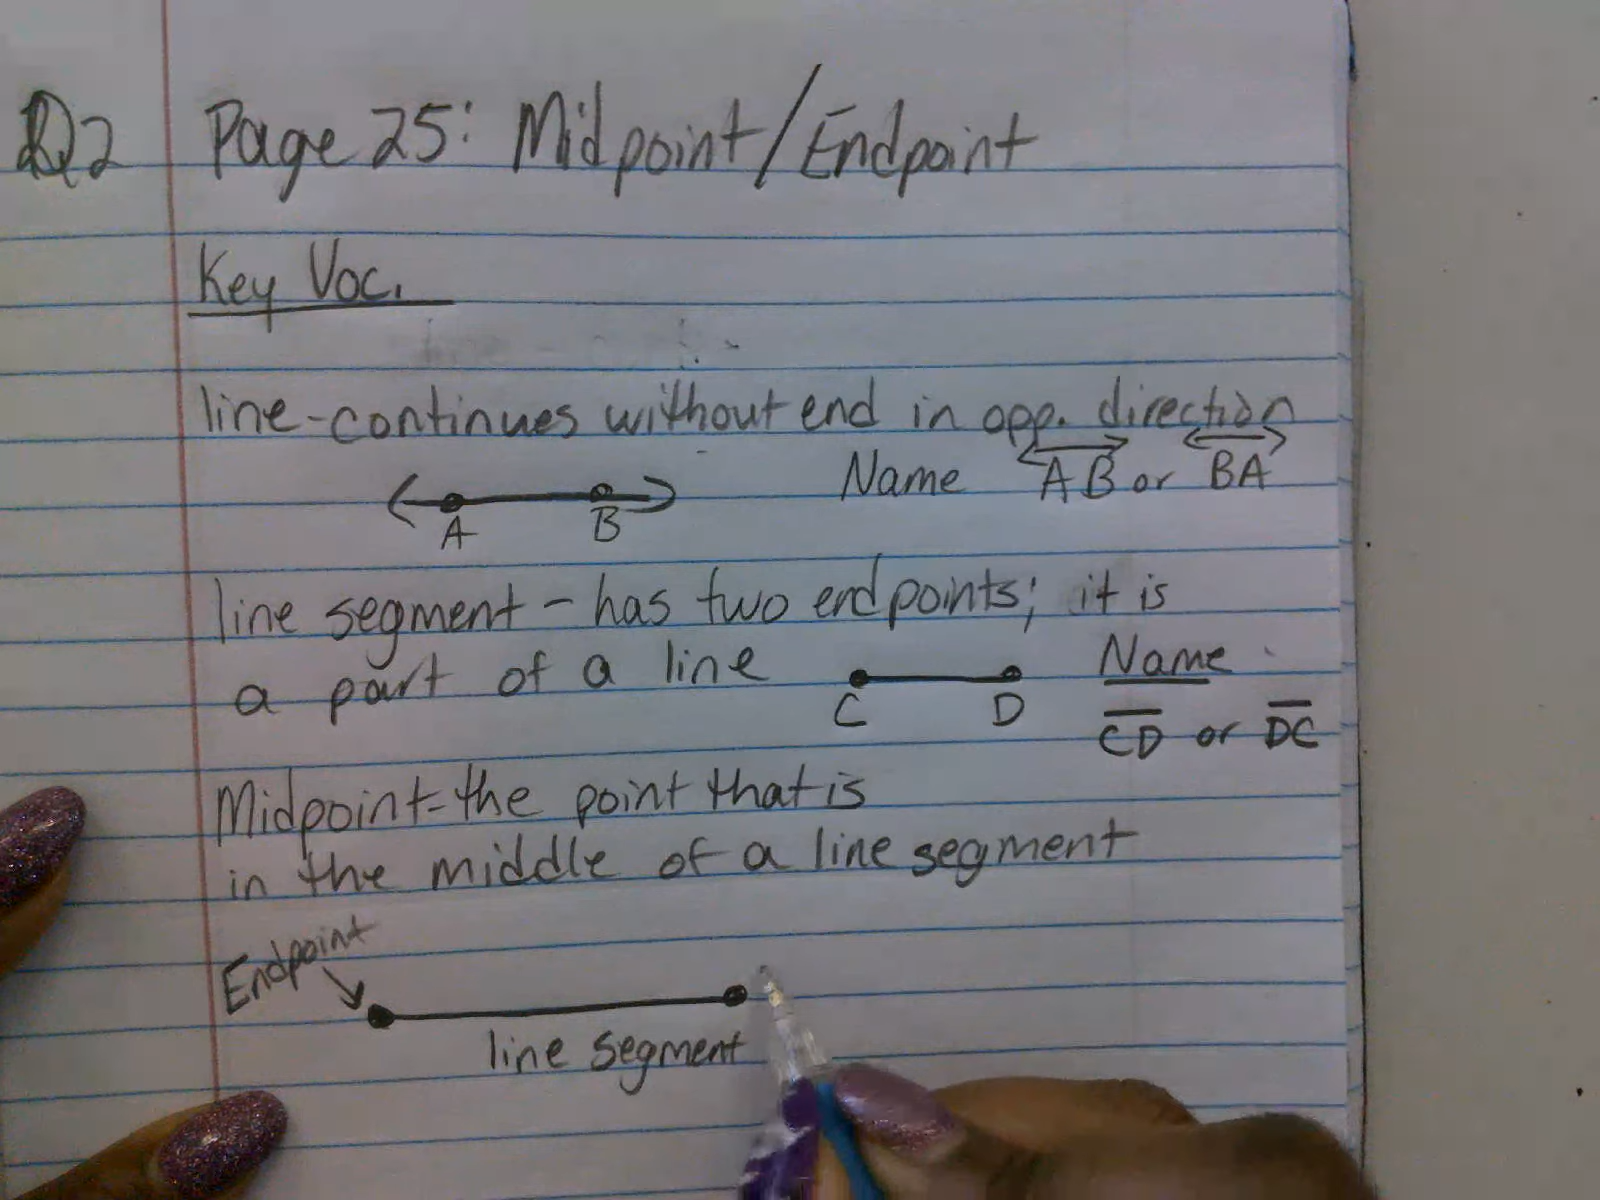 Q2 Page 25: Midpoint/Endpoint
Key Voc.
line-continues without end in opp. direction
Name AB or BA
A B
line segment - has two endpoints; it is
a part of a line
Name
C D
CD or DC
Midpoint-the point that is
in the middle of a line segment
Endpoint
line segment